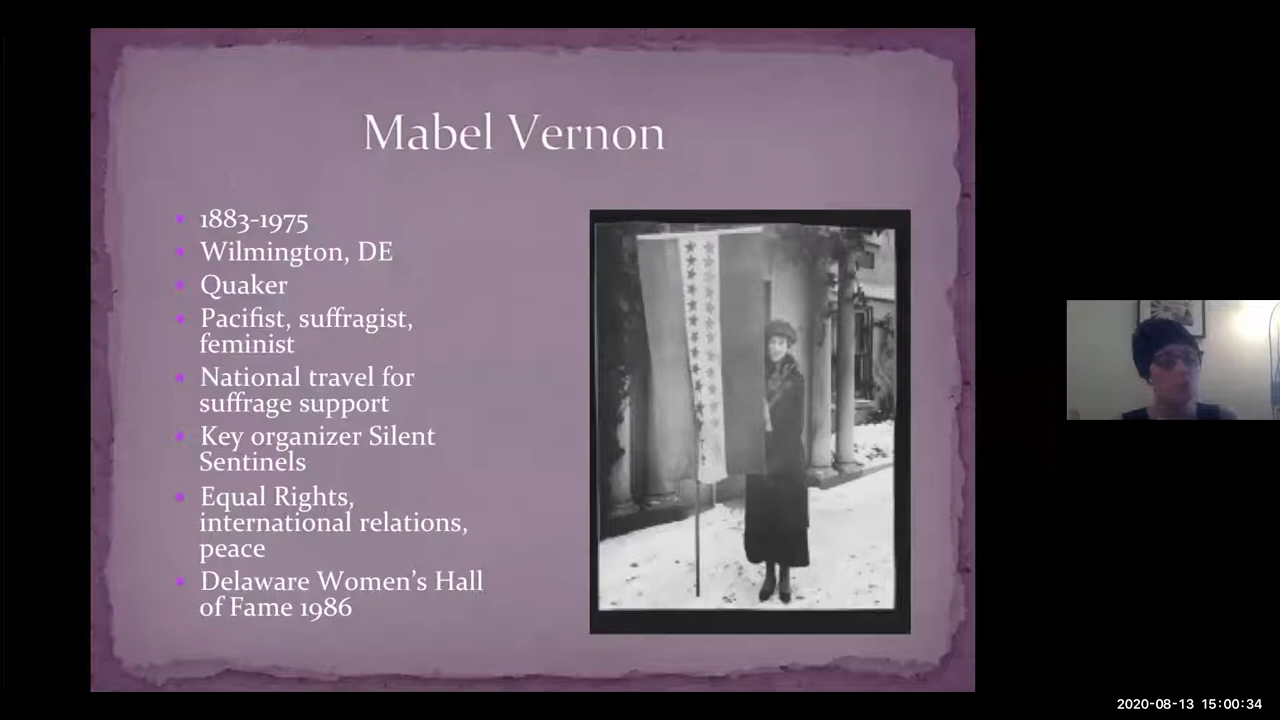 Mabel Vernon
1883-1975
Wilmington, DE
Quaker
Pacifist, suffragist,
feminist
National travel for
suffrage support
Key organizer Silent
Sentinels
Equal Rights,
international relations,
peace
Delaware Women's Hall
of Fame 1986
2020-08-13 15:00:34